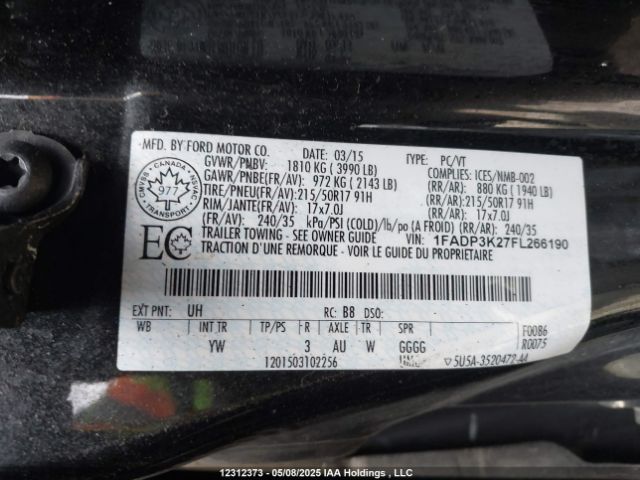 MFD. BY FORD MOTOR CO.
DATE: 03/15
TYPE: PC/VT
GVWR/PNBV: 1810 KG ( 3990 LB)
COMPLIES: ICES/NMB-002
GAWR/PNBE(FR/AV): 972 KG ( 2143 LB) (RR/AR): 880 KG ( 1940 LB)
TIRE/PNEU(FR/AV):215/50R17 91H (RR/AR):215/50R17 91H
RIM/JANTE(FR/AV): 17x7.0J (RR/AR): 17x7.0J
(FR/AV): 240/35 kPa/PSI (COLD)/lb/po (A FROID) (RR/AR): 240/35
TRAILER TOWING - SEE OWNER GUIDE
VIN: 1FADP3K27FL266190
TRACTION D'UNE REMORQUE - VOIR LE GUIDE DU CONDUCTEUR
CANADA
CMVSS
NSVAC
977
TRANSPORT
EC
EXT PNT: UH RC: B8 DSO:
WB INT TR TP/PS R AXLE TR SPR
YW 3 AU W GGGG
F0086
R0075
1201503102256
5U5A-3520472-AA
12312373 - 05/08/2025 IAA Holdings , LLC